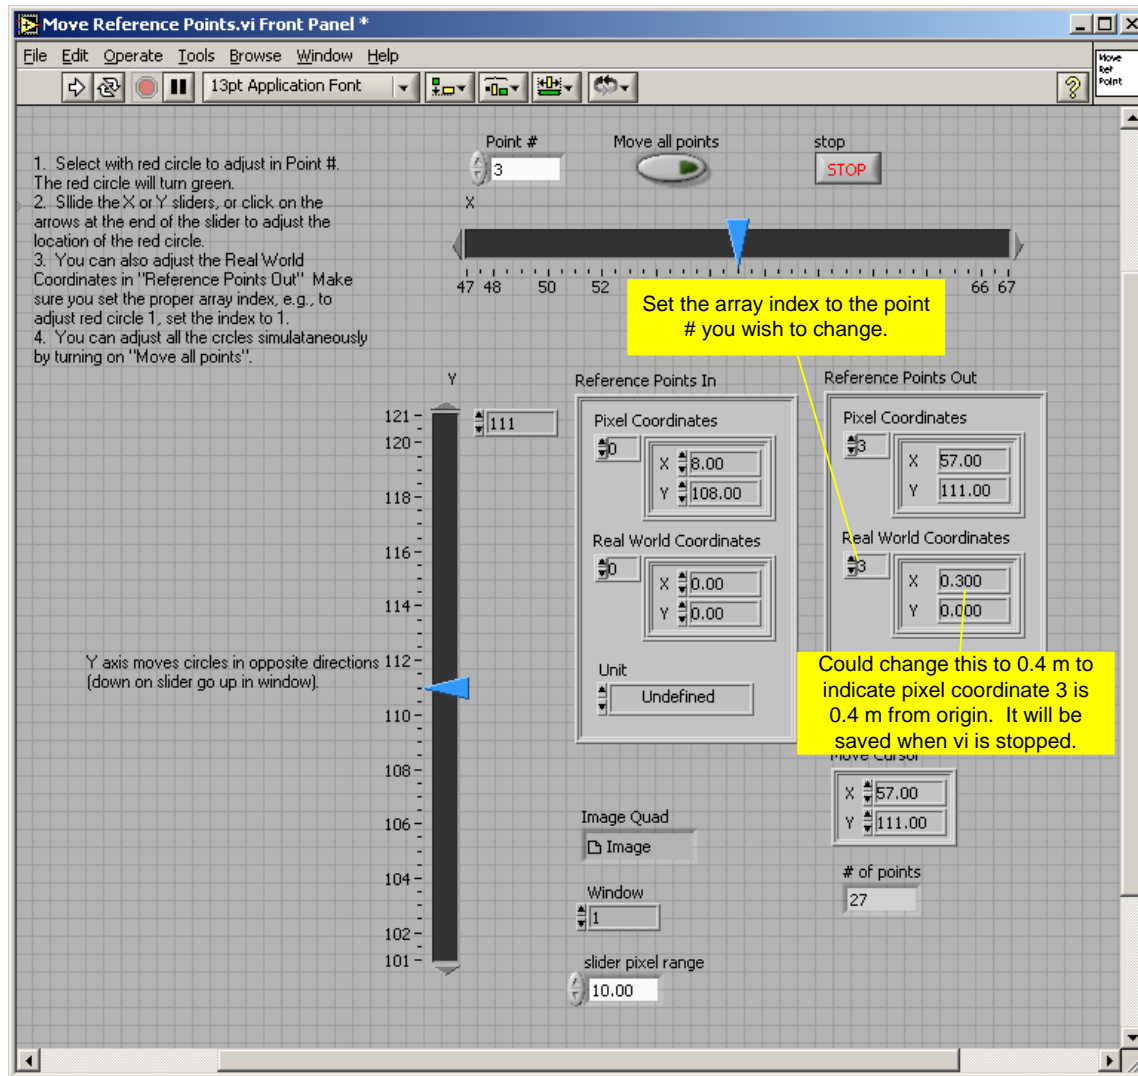 Move Reference Points.vi Front Panel *
File Edit Operate Tools Browse Window Help
13pt Application Font
?
Move
Ref
Point
1. Select with red circle to adjust in Point #.
The red circle will turn green.
2. Sllide the X or Y sliders, or click on the
arrows at the end of the slider to adjust the
location of the red circle.
3. You can also adjust the Real World
Coordinates in "Reference Points Out" Make
sure you set the proper array index, e.g., to
adjust red circle 1, set the index to 1.
4. You can adjust all the crcles simulataneously
by turning on "Move all points".
Point #
3
Move all points
stop
STOP
X
47 48 50 52 66 67
Set the array index to the point
# you wish to change.
Y
111
121
120
118
116
114
112
110
108
106
104
102
101
Y axis moves circles in opposite directions
(down on slider go up in window).
Reference Points In
Pixel Coordinates
0
X 8.00
Y 108.00
Real World Coordinates
0
X 0.00
Y 0.00
Unit
Undefined
Reference Points Out
Pixel Coordinates
3
X 57.00
Y 111.00
Real World Coordinates
3
X 0.300
Y 0.000
Could change this to 0.4 m to
indicate pixel coordinate 3 is
0.4 m from origin. It will be
saved when vi is stopped.
Move Cursor
X 57.00
Y 111.00
# of points
27
Image Quad
Image
Window
1
slider pixel range
10.00